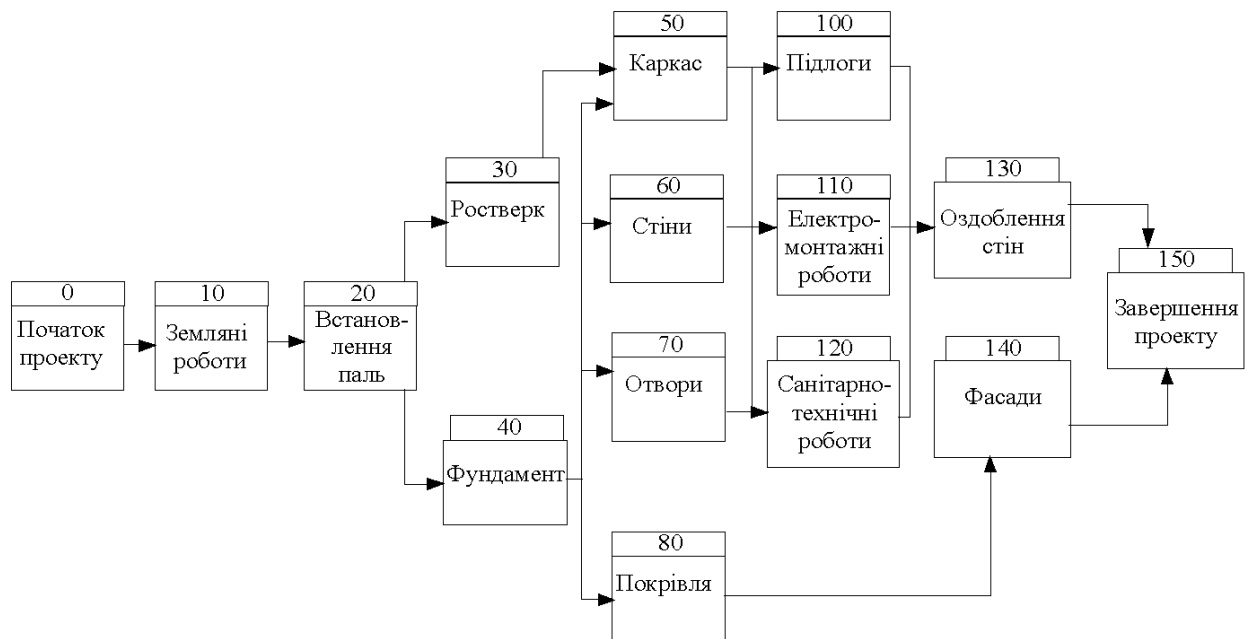 0
Початок
проекту
10
Земляні
роботи
20
Встанов-
лення
паль
30
Ростверк
40
Фундамент
50
Каркас
60
Стіни
70
Отвори
80
Покрівля
100
Підлоги
110
Електро-
монтажні
роботи
120
Санітарно-
технічні
роботи
130
Оздоблення
стін
140
Фасади
150
Завершення
проекту